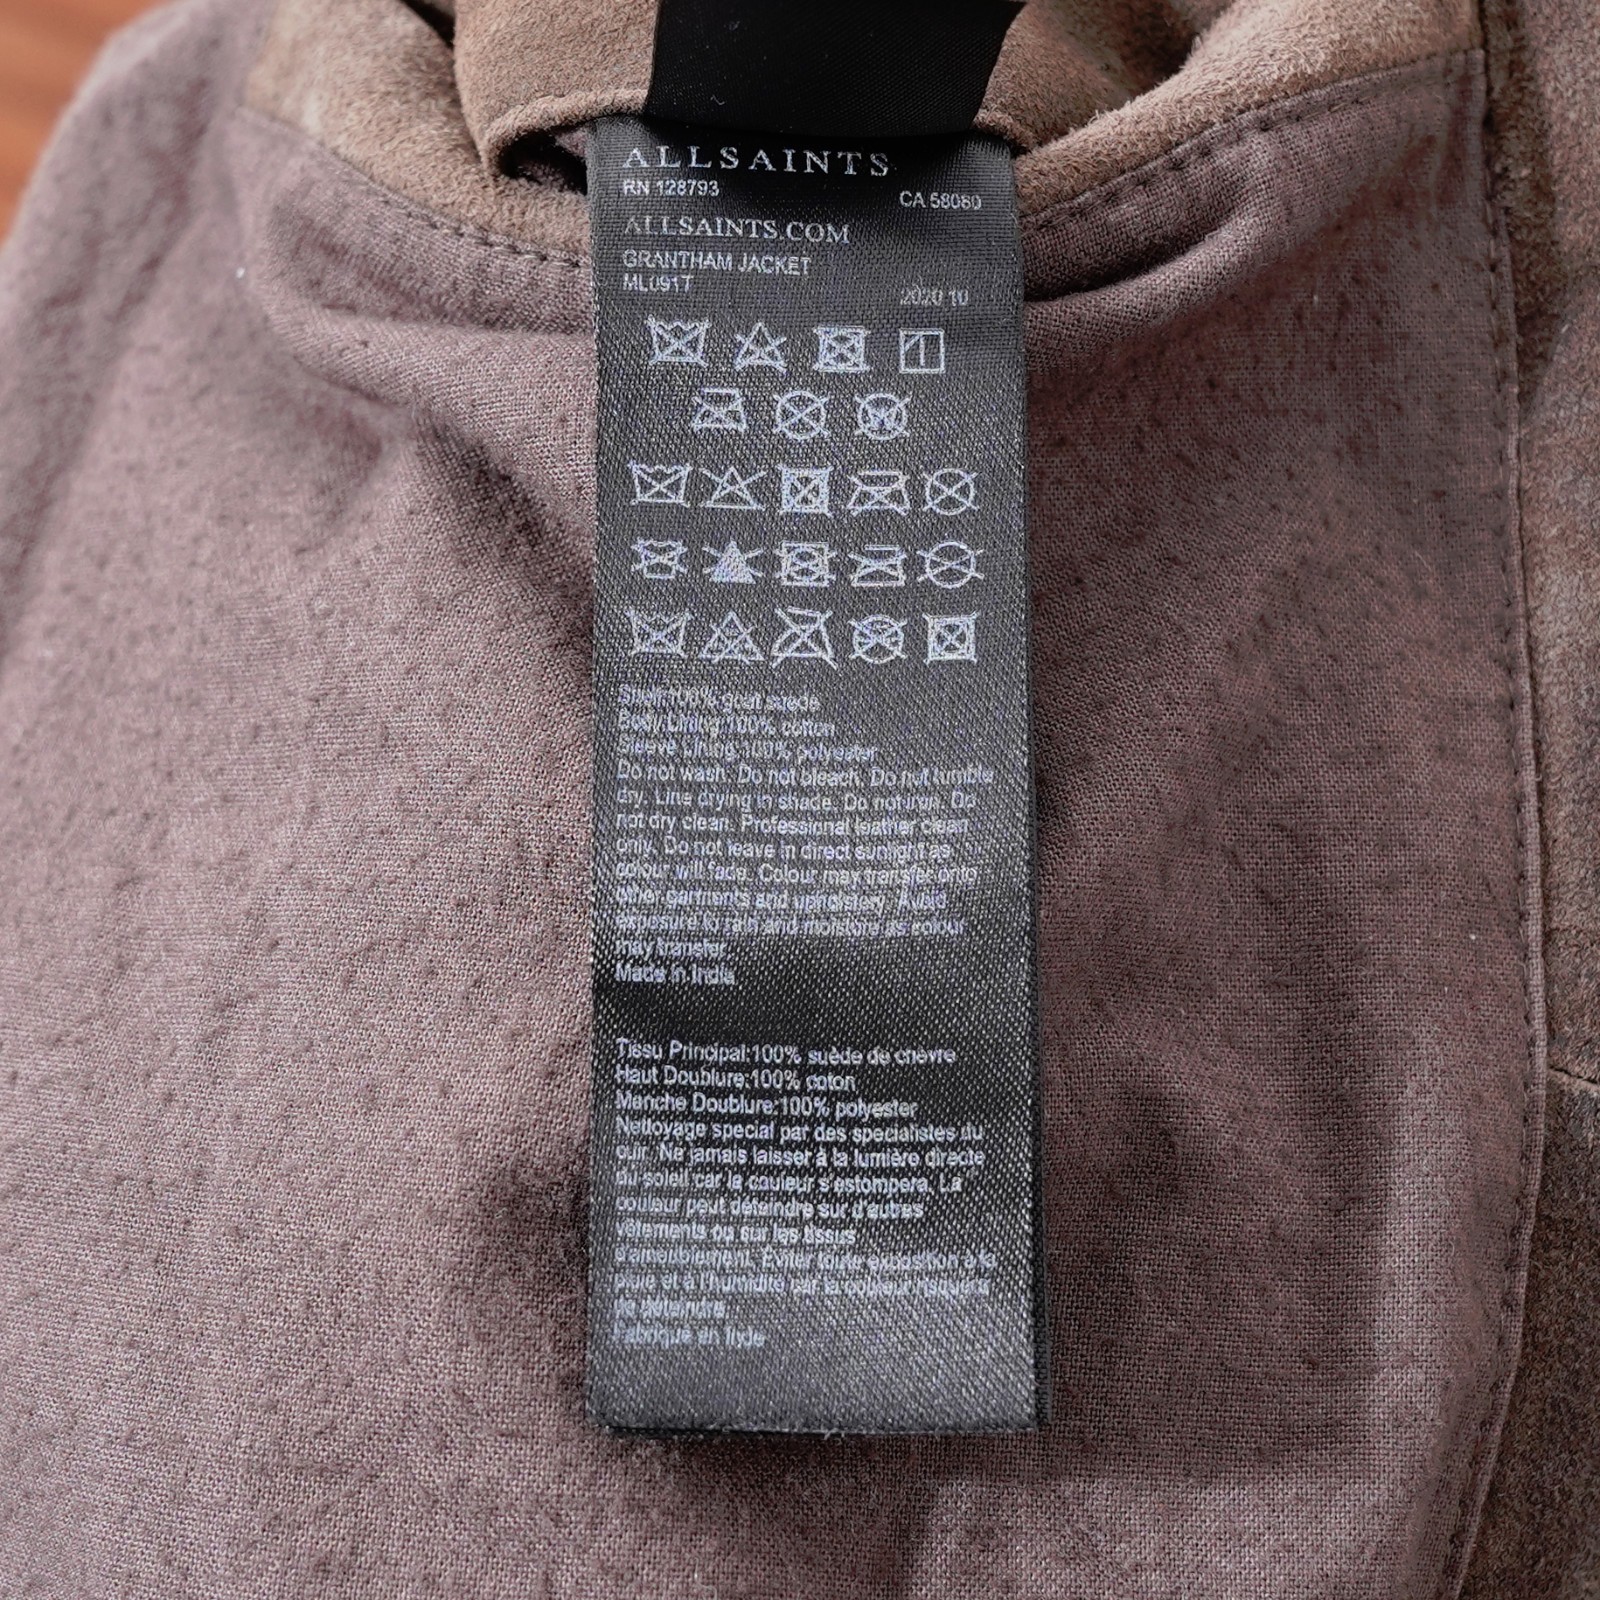 ALLSAINTS
RN 128793 CA 58060
ALLSAINTS.COM
GRANTHAM JACKET
ML091T 2020 10
Shell:100% goat suede
Body Lining:100% cotton
Sleeve Lining:100% polyester
Do not wash. Do not bleach. Do not tumble
dry. Line drying in shade. Do not iron. Do
not dry clean. Professional leather clean
only. Do not leave in direct sunlight as
colour will fade. Colour may transfer onto
other garments and upholstery. Avoid
exposure to rain and moisture as colour
may transfer.
Made in India
Tissu Principal:100% suède de chèvre
Haut Doublure:100% coton
Manche Doublure:100% polyester
Nettoyage special par des specialistes du
cuir. Ne jamais laisser à la lumière directe
du soleil car la couleur s'estompera. La
couleur peut déteindre sur d'autres
vêtements ou sur les tissus
d'ameublement. Eviter toute exposition a la
pluie et à l'humidité car la couleur risquent
de déteindre.
Fabrique en Inde